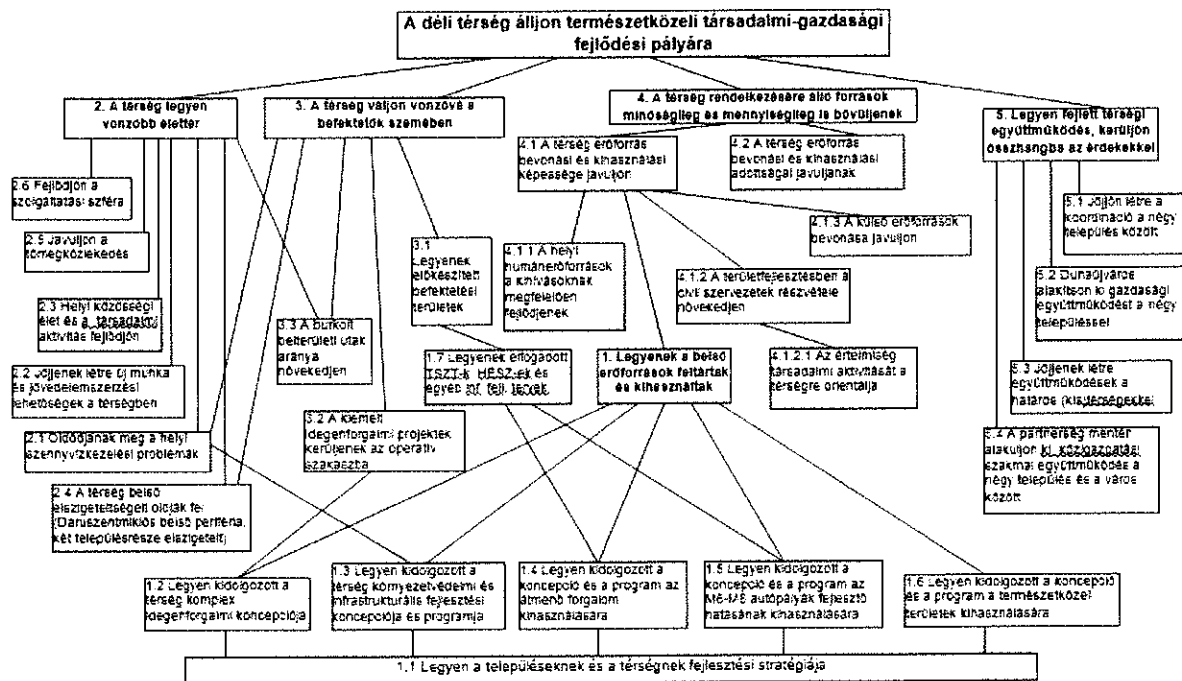 A déli térség álljon természetközeli társadalmi-gazdasági
fejlődési pályára
2. A térség legyen
vonzóbb élettér
3. A térség váljon vonzóvá a
befektetők szemében
4. A térség rendelkezésére álló források
minőségileg és mennyiségileg is bővüljenek
5. Legyen fejlett térségi
együttműködés, kerüljön
összhangba az érdekekkel
4.1 A térség erőforrás
bevonási és kihasználási
képessége javuljon
4.2 A térség erőforrás
bevonási és kihasználási
adottságai javuljanak
2.6 Fejlődjön a
szolgáltatási szféra
2.5 Javuljon a
tömegközlekedés
2.3 Helyi közösségi
élet és a társadalmi
aktivitás fejlődjön
2.2 Jöjjenek létre új munka
és jövedelemszerzési
lehetőségek a térségben
2.1 Oldódjanak meg a helyi
szennyvízkezelési problémák
2.4 A térség belső
elszigeteltségeit oldják fel
(Daruszentmiklós belső periféria,
két településrésze elszigetelt)
3.1
Legyenek
előkészített
befektetési
területek
3.3 A burkolt
belterületi utak
aránya
növekedjen
3.2 A kiemelt
idegenforgalmi projektek
kerüljenek az operatív
szakaszba
4.1.1 A helyi
humánerőforrások
a kihívásoknak
megfelelően
fejlődjenek
4.1.3 A külső erőforrások
bevonása javuljon
4.1.2 A területfejlesztésben a
civil szervezetek részvétele
növekedjen
4.1.2.1 Az értelmiség
társadalmi aktivitását a
térségre orientálja
5.1 Jöjjön létre a
koordináció a négy
település között
5.2 Dunaújváros
alakítson ki gazdasági
együttműködést a négy
településsel
5.3 Jöjjenek létre
együttműködések a
határos (kistérségekkel
5.4 A partnerség mentén
alakuljon ki közigazgatási
szakmai együttműködés a
négy település és a város
között
1.7 Legyenek elfogadott
TSZT-k, HÉSZ-ek és
egyéb inf. fejl. tervek
1. Legyenek a belső
erőforrások feltártak
és kihasználtak
1.2 Legyen kidolgozott a
térség komplex
idegenforgalmi koncepciója
1.3 Legyen kidolgozott a
térség környezetvédelmi és
infrastrukturális fejlesztési
koncepciója és programja
1.4 Legyen kidolgozott a
koncepció és a program az
átmenő forgalom
kihasználására
1.5 Legyen kidolgozott a
koncepció és a program az
M6-M8 autópályák fejlesztő
hatásának kihasználására
1.6 Legyen kidolgozott a koncepció
és a program a természetközeli
területek kihasználására
1.1 Legyen a településeknek és a térségnek fejlesztési stratégiája